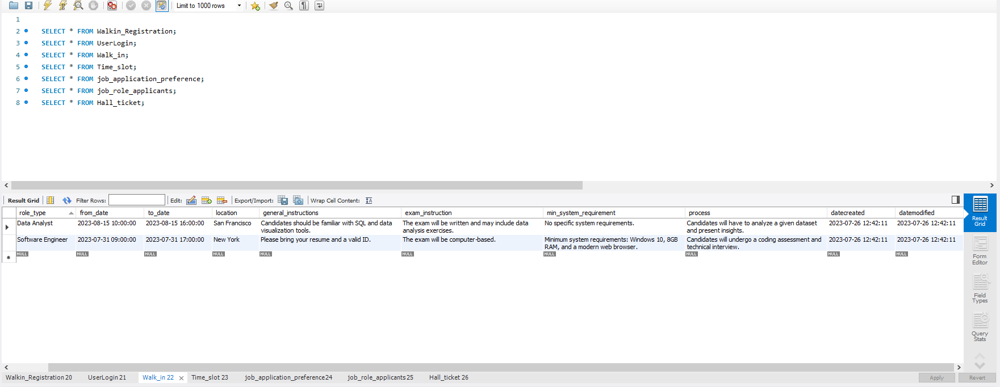 Limit to 1000 rows
1
2 SELECT * FROM Walkin_Registration;
3 SELECT * FROM UserLogin;
4 SELECT * FROM Walk_in;
5 SELECT * FROM Time_slot;
6 SELECT * FROM job_application_preference;
7 SELECT * FROM job_role_applicants;
8 SELECT * FROM Hall_ticket;
Result Grid Filter Rows: Edit: Export/Import: Wrap Cell Content: IA
role_type from_date to_date location general_instructions exam_instruction min_system_requirement process datecreated datemodified
Data Analyst 2023-08-15 10:00:00 2023-08-15 16:00:00 San Francisco Candidates should be familiar with SQL and data The exam will be written and may include data No specific system requirements. Candidates will have to analyze a given dataset 2023-07-26 12:42:11 2023-07-26 12:42:11
visualization tools. analysis exercises. and present insights.
Software Engineer 2023-07-31 09:00:00 2023-07-31 17:00:00 New York Please bring your resume and a valid ID. The exam will be computer-based. Minimum system requirements: Windows 10, 8GB Candidates will undergo a coding assessment and 2023-07-26 12:42:11 2023-07-26 12:42:11
RAM, and a modern web browser. technical interview.
NULL NULL NULL NULL NULL NULL NULL NULL NULL NULL
Result
Grid
Form
Editor
Field
Types
Query
Stats
Walkin_Registration 20 UserLogin 21 Walk_in 22 Time_slot 23 job_application_preference 24 job_role_applicants 25 Hall_ticket 26 Apply Revert